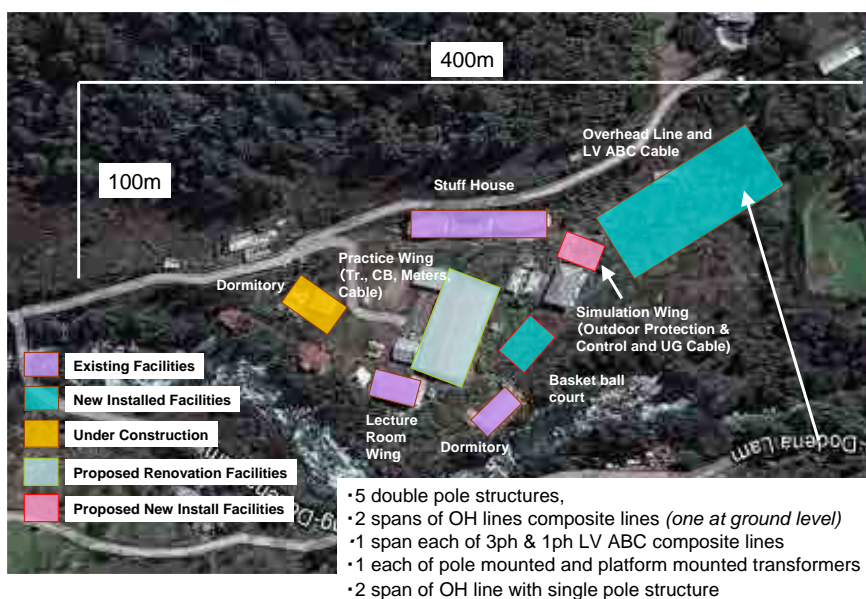 400m
Overhead Line and
LV ABC Cable
100m
Stuff House
Practice Wing
(Tr., CB, Meters,
Cable)
Dormitory
Simulation Wing
(Outdoor Protection &
Control and UG Cable)
Existing Facilities
New Installed Facilities
Under Construction
Proposed Renovation Facilities
Proposed New Install Facilities
Basket ball
court
Lecture
Room
Wing
Dormitory
Dodena Lam
・5 double pole structures,
・2 spans of OH lines composite lines (one at ground level)
・1 span each of 3ph & 1ph LV ABC composite lines
・1 each of pole mounted and platform mounted transformers
・2 span of OH line with single pole structure